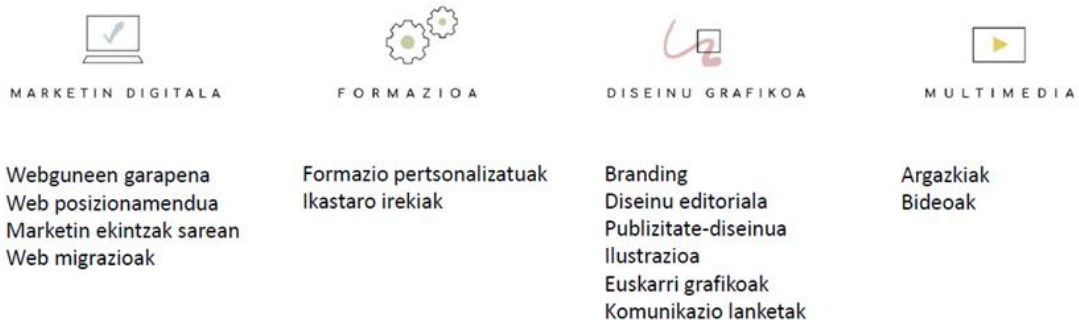 MARKETIN DIGITALA
Webguneen garapena
Web posizionamendua
Marketin ekintzak sarean
Web migrazioak
FORMAZIOA
Formazio pertsonalizatuak
Ikastaro irekiak
DISEINU GRAFIKOA
Branding
Diseinu editoriala
Publizitate-diseinua
Ilustrazioa
Euskarri grafikoak
Komunikazio lanketak
MULTIMEDIA
Argazkiak
Bideoak